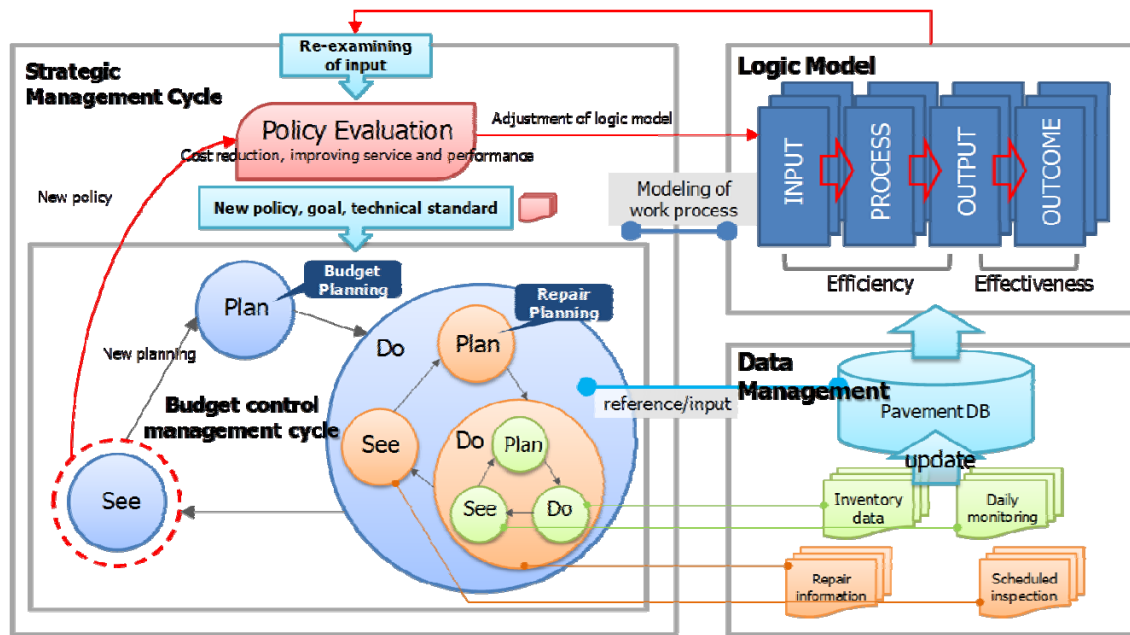 Re-examining
of input
Strategic
Management Cycle
Policy Evaluation
Cost reduction, improving service and performance
Adjustment of logic model
New policy
New policy, goal, technical standard
Modeling of
work process
Logic Model
INPUT
PROCESS
OUTPUT
OUTCOME
Efficiency
Effectiveness
Budget
Planning
Plan
Repair
Planning
Do
Plan
New planning
Budget control
management cycle
See
Do
Plan
See
Do
See
reference/input
Data
Management
Pavement DB
update
Inventory
data
Daily
monitoring
Repair
information
Scheduled
inspection